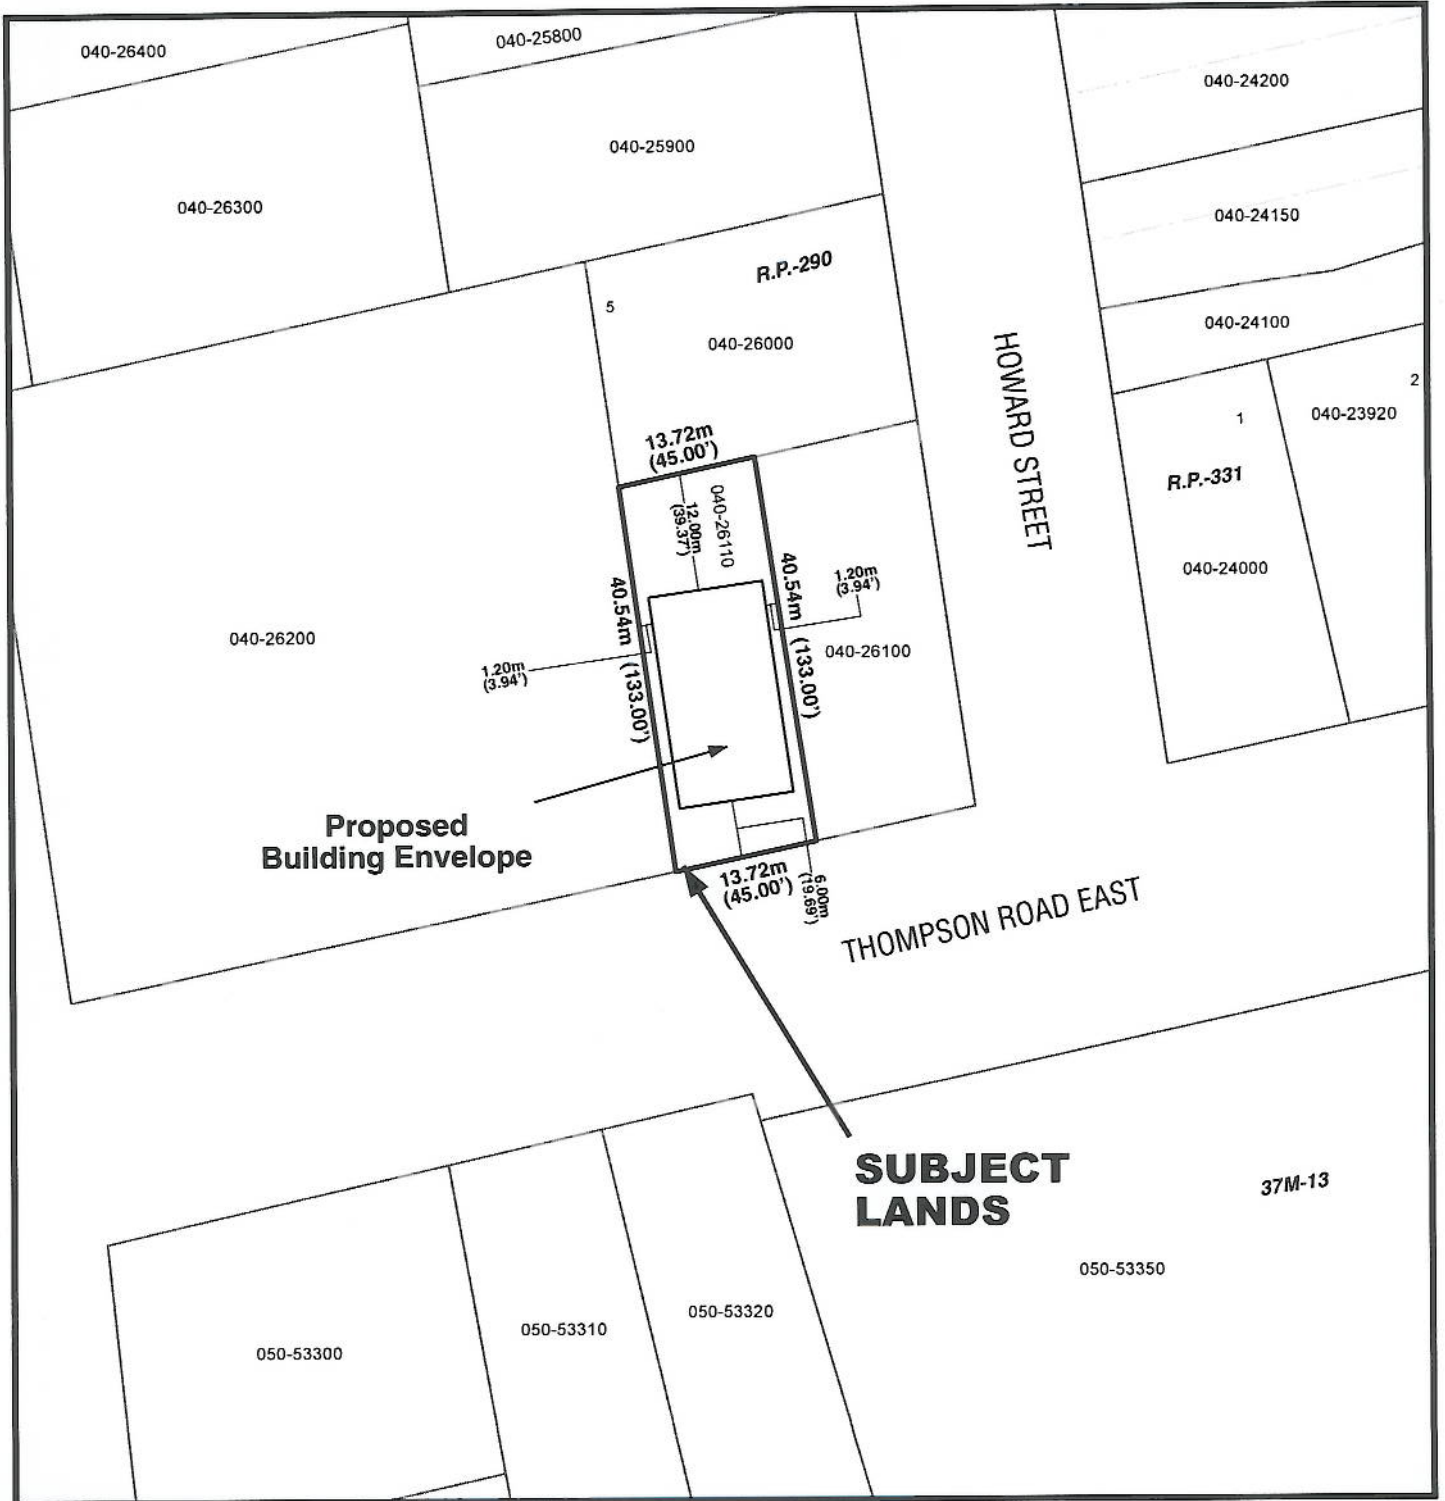 040-26400
040-25800
040-24200
040-25900
040-26300
040-24150
R.P.-290
5
040-26000
040-24100
HOWARD STREET
2
040-23920
1
13.72m
(45.00')
R.P.-331
12.00m
(39.37')
040-26110
040-24000
40.54m (133.00')
40.54m (133.00')
1.20m
(3.94')
040-26200
040-26100
1.20m
(3.94')
Proposed
Building Envelope
13.72m
(45.00')
6.00m
(19.69')
THOMPSON ROAD EAST
SUBJECT
LANDS
37M-13
050-53350
050-53320
050-53310
050-53300